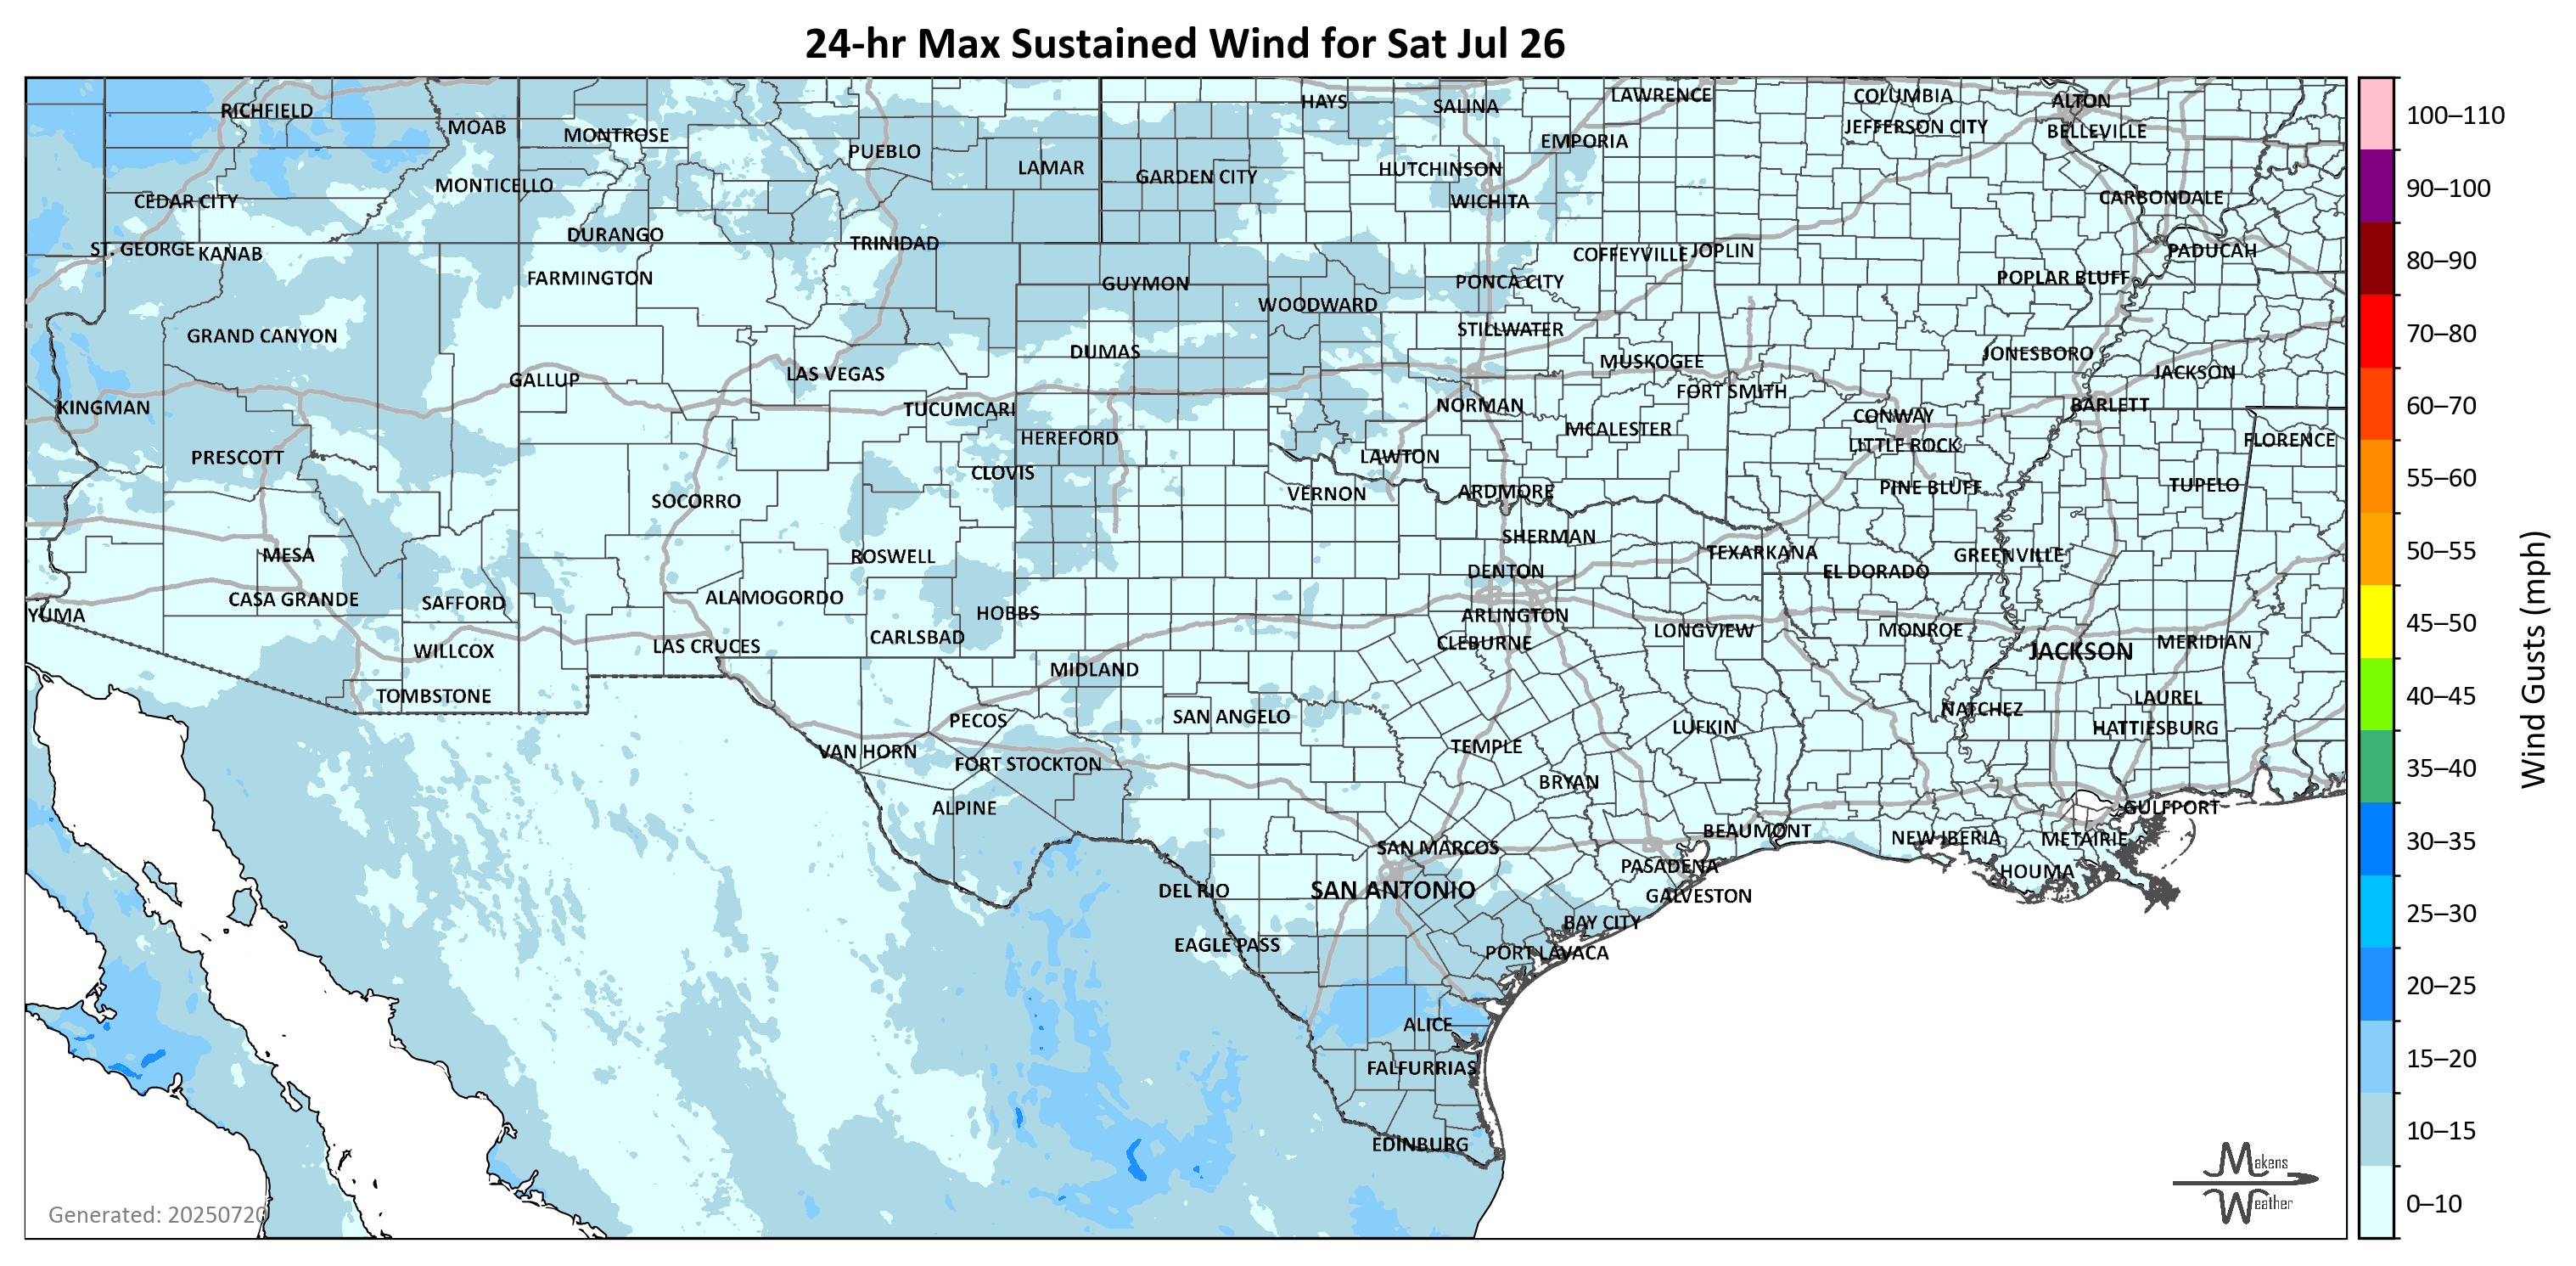 24-hr Max Sustained Wind for Sat Jul 26
RICHFIELD
MOAB
MONTROSE
PUEBLO
LAMAR
HAYS
SALINA
LAWRENCE
COLUMBIA
ALTON
EMPORIA
JEFFERSON CITY
BELLEVILLE
MONTICELLO
GARDEN CITY
HUTCHINSON
WICHITA
CEDAR CITY
CARBONDALE
DURANGO
TRINIDAD
ST. GEORGE
KANAB
COFFEYVILLE
JOPLIN
PADUCAH
FARMINGTON
GUYMON
PONCA CITY
POPLAR BLUFF
WOODWARD
GRAND CANYON
STILLWATER
DUMAS
MUSKOGEE
JONESBORO
GALLUP
LAS VEGAS
FORT SMITH
JACKSON
KINGMAN
TUCUMCARI
NORMAN
CONWAY
BARLETT
HEREFORD
MCALESTER
LITTLE ROCK
FLORENCE
PRESCOTT
CLOVIS
LAWTON
SOCORRO
VERNON
ARDMORE
PINE BLUFF
TUPELO
MESA
ROSWELL
SHERMAN
TEXARKANA
GREENVILLE
CASA GRANDE
SAFFORD
ALAMOGORDO
DENTON
EL DORADO
YUMA
HOBBS
ARLINGTON
LAS CRUCES
CARLSBAD
CLEBURNE
LONGVIEW
MONROE
MERIDIAN
WILLCOX
MIDLAND
JACKSON
TOMBSTONE
PECOS
SAN ANGELO
LUFKIN
NATCHEZ
LAUREL
HATTIESBURG
VAN HORN
FORT STOCKTON
TEMPLE
BRYAN
ALPINE
GULFPORT
SAN MARCOS
BEAUMONT
NEW IBERIA
METAIRIE
PASADENA
HOUMA
DEL RIO
SAN ANTONIO
GALVESTON
BAY CITY
EAGLE PASS
PORT LAVACA
ALICE
FALFURRIAS
EDINBURG
Generated: 20250720
Makens
Weather
100–110
90–100
80–90
70–80
60–70
55–60
50–55
45–50
40–45
35–40
30–35
25–30
20–25
15–20
10–15
0–10
Wind Gusts (mph)